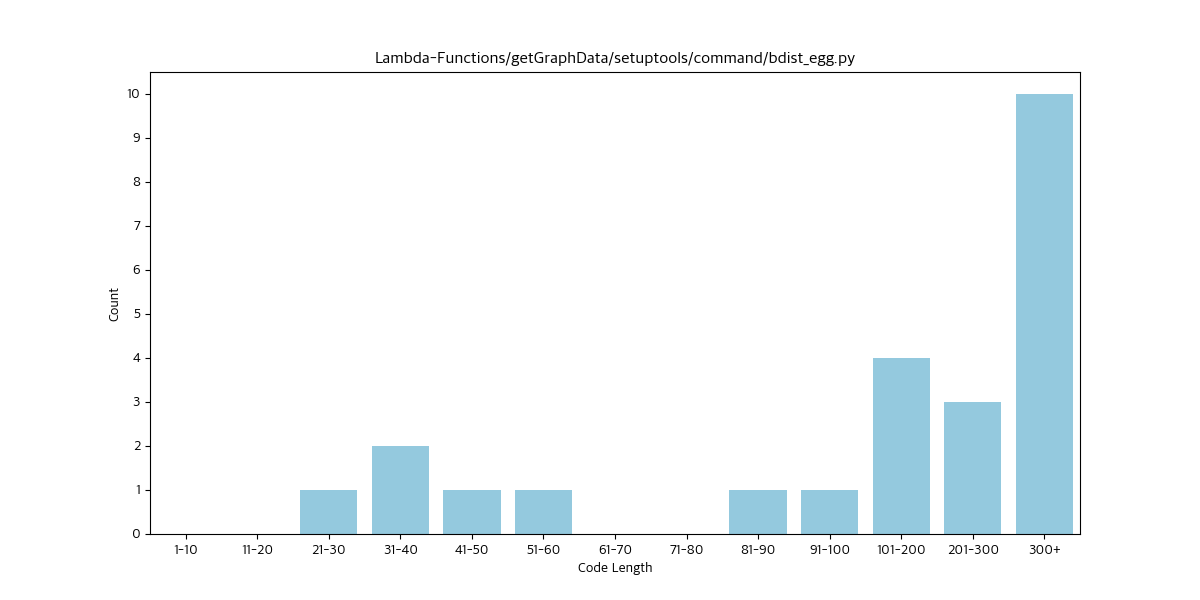 Lambda-Functions/getGraphData/setuptools/command/bdist_egg.py
10
9
8
7
6
5
4
3
2
1
0
Count
1-10 11-20 21-30 31-40 41-50 51-60 61-70 71-80 81-90 91-100 101-200 201-300 300+
Code Length